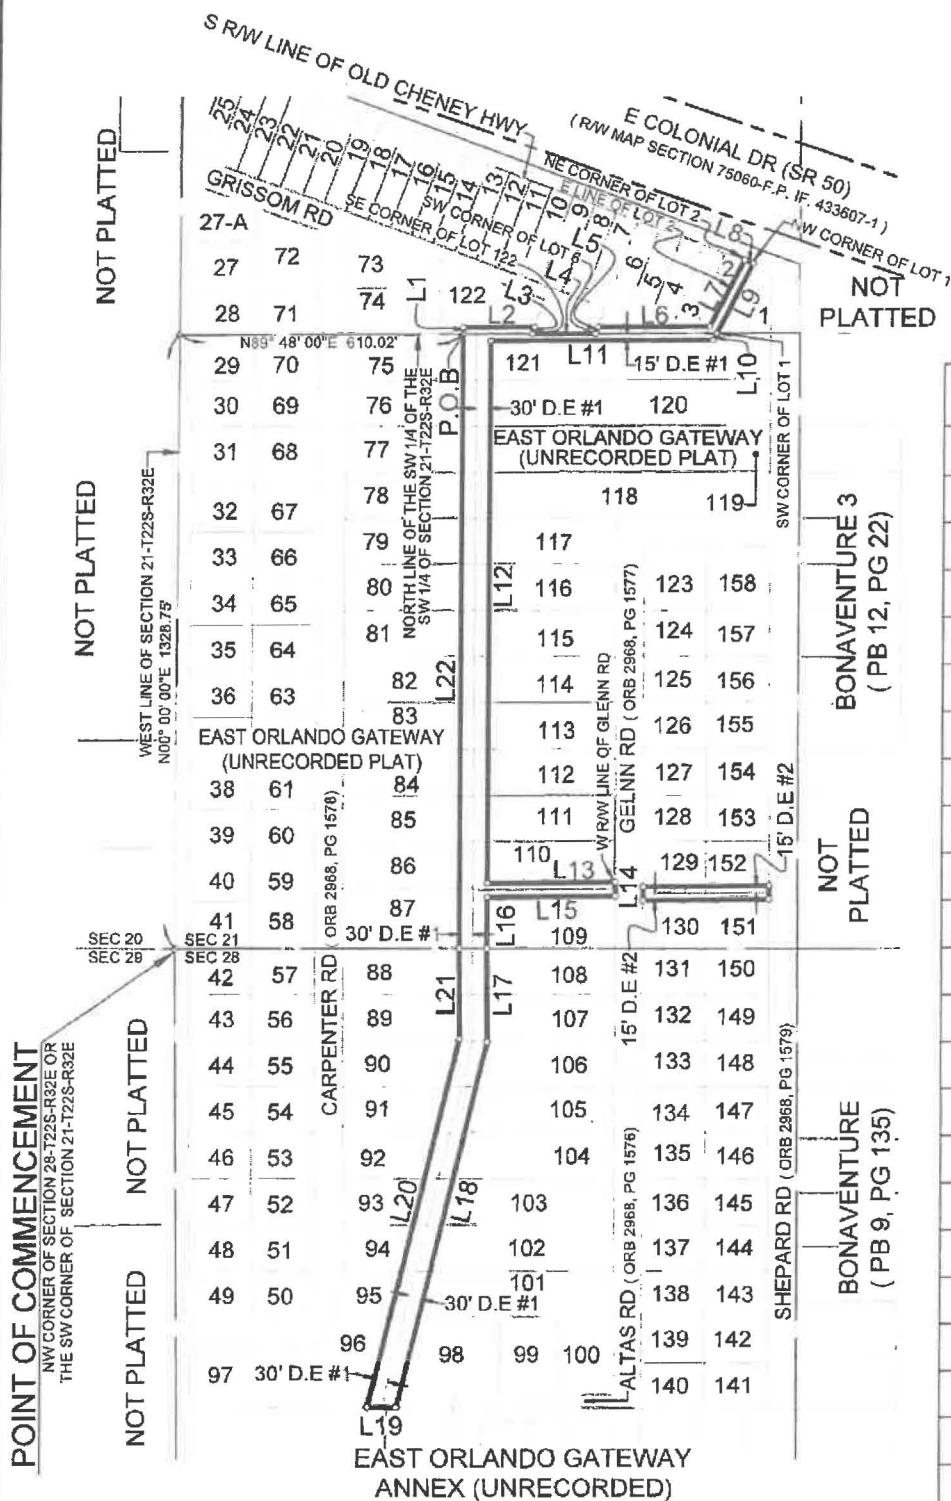 S R/W LINE OF OLD CHENEY HWY
E COLONIAL DR (SR 50)
( R/W MAP SECTION 75060-F.P. IF. 433607-1 )
NE CORNER OF LOT 2
E LINE OF LOT 2
NW CORNER OF LOT 1
NOT PLATTED
25
24
23
22
21
20
19
18
17
16
15
14
13
12
11
10
9
8
7
6
5
4
3
2
1
GRISSOM RD
SE CORNER OF LOT 122
SW CORNER OF LOT 6
L1
L2
L3
L4
L5
L6
L7
L8
L9
L10
L11
NOT
PLATTED
27-A
27
72
73
74
122
28
71
N89° 48' 00"E 610.02'
29
70
75
121
15' D.E #1
30
69
76
30' D.E #1
120
P.O.B
NORTH LINE OF THE SW 1/4 OF THE
SW 1/4 OF SECTION 21-T22S-R32E
SW CORNER OF LOT 1
EAST ORLANDO GATEWAY
(UNRECORDED PLAT)
31
68
77
WEST LINE OF SECTION 21-T22S-R32E
N00° 00' 00"E 1328.75'
NOT PLATTED
78
118
119
32
67
79
117
33
66
80
L12
116
123
158
34
65
81
115
124
157
35
64
82
L22
114
125
156
36
63
83
113
126
155
BONAVENTURE 3
( PB 12, PG 22)
EAST ORLANDO GATEWAY
(UNRECORDED PLAT)
W R/W LINE OF GLENN RD
GELNN RD ( ORB 2968, PG 1577)
112
127
154
38
61
84
111
128
153
39
60
85
110
L13
129
152
15' D.E #2
40
59
86
L14
NOT
PLATTED
41
58
87
L16
L15
130
151
30' D.E #1
109
SEC 20
SEC 21
SEC 29
SEC 28
42
57
88
108
131
150
CARPENTER RD ( ORB 2968, PG 1578)
L21
L17
15' D.E #2
43
56
89
107
132
149
44
55
90
106
133
148
45
54
91
105
134
147
46
53
92
104
135
146
47
52
93
L20
L18
103
136
145
48
51
94
102
137
144
49
50
95
101
138
143
30' D.E #1
96
98
99
100
139
142
97
30' D.E #1
140
141
L19
ALTAS RD ( ORB 2968, PG 1576)
SHEPARD RD ( ORB 2968, PG 1579)
BONAVENTURE
( PB 9, PG 135)
POINT OF COMMENCEMENT
NW CORNER OF SECTION 28-T22S-R32E OR
THE SW CORNER OF SECTION 21-T22S-R32E
NOT PLATTED
NOT PLATTED
EAST ORLANDO GATEWAY
ANNEX (UNRECORDED)